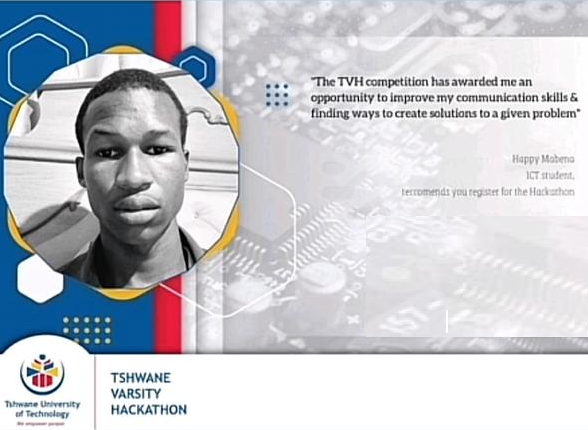 "The TVH competition has awarded me an
opportunity to improve my communication skills &
finding ways to create solutions to a given problem"
Happy Mabena
ICT student,
reccomends you register for the Hackathon
Tshwane University
of Technology
We empower people
TSHWANE
VARSITY
HACKATHON